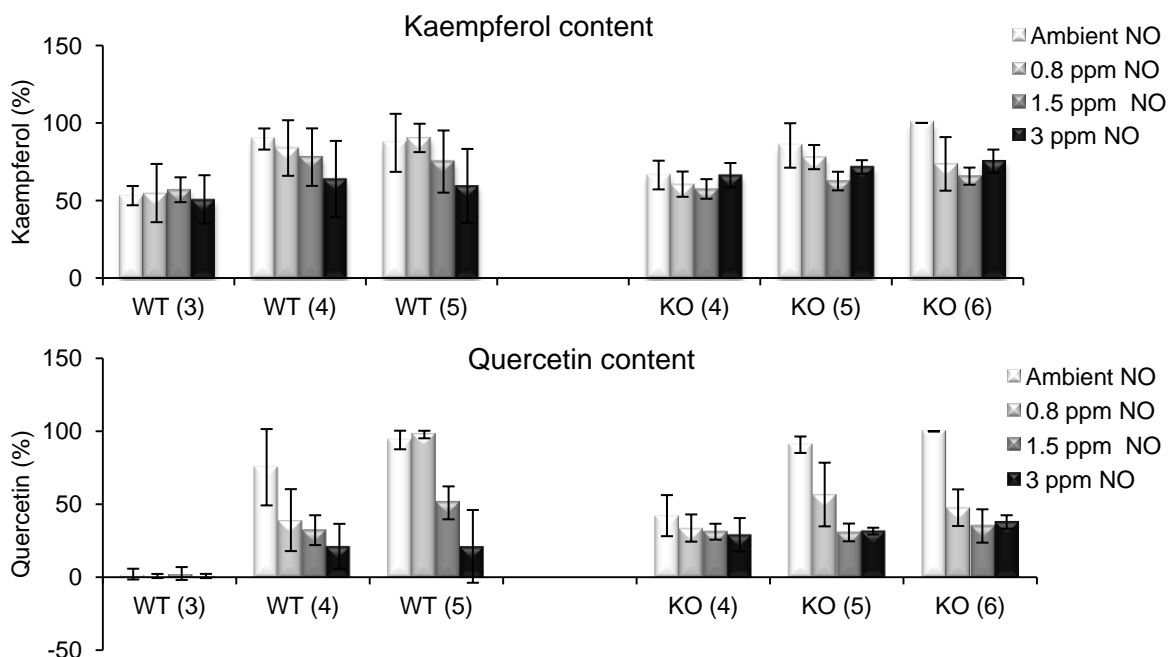 Kaempferol content
150
100
50
0
Kaempferol (%)
WT (3) WT (4) WT (5) KO (4) KO (5) KO (6)
Ambient NO
0.8 ppm NO
1.5 ppm  NO
3 ppm NO
Quercetin content
150
100
50
0
-50
Quercetin (%)
WT (3) WT (4) WT (5) KO (4) KO (5) KO (6)
Ambient NO
0.8 ppm NO
1.5 ppm  NO
3 ppm NO